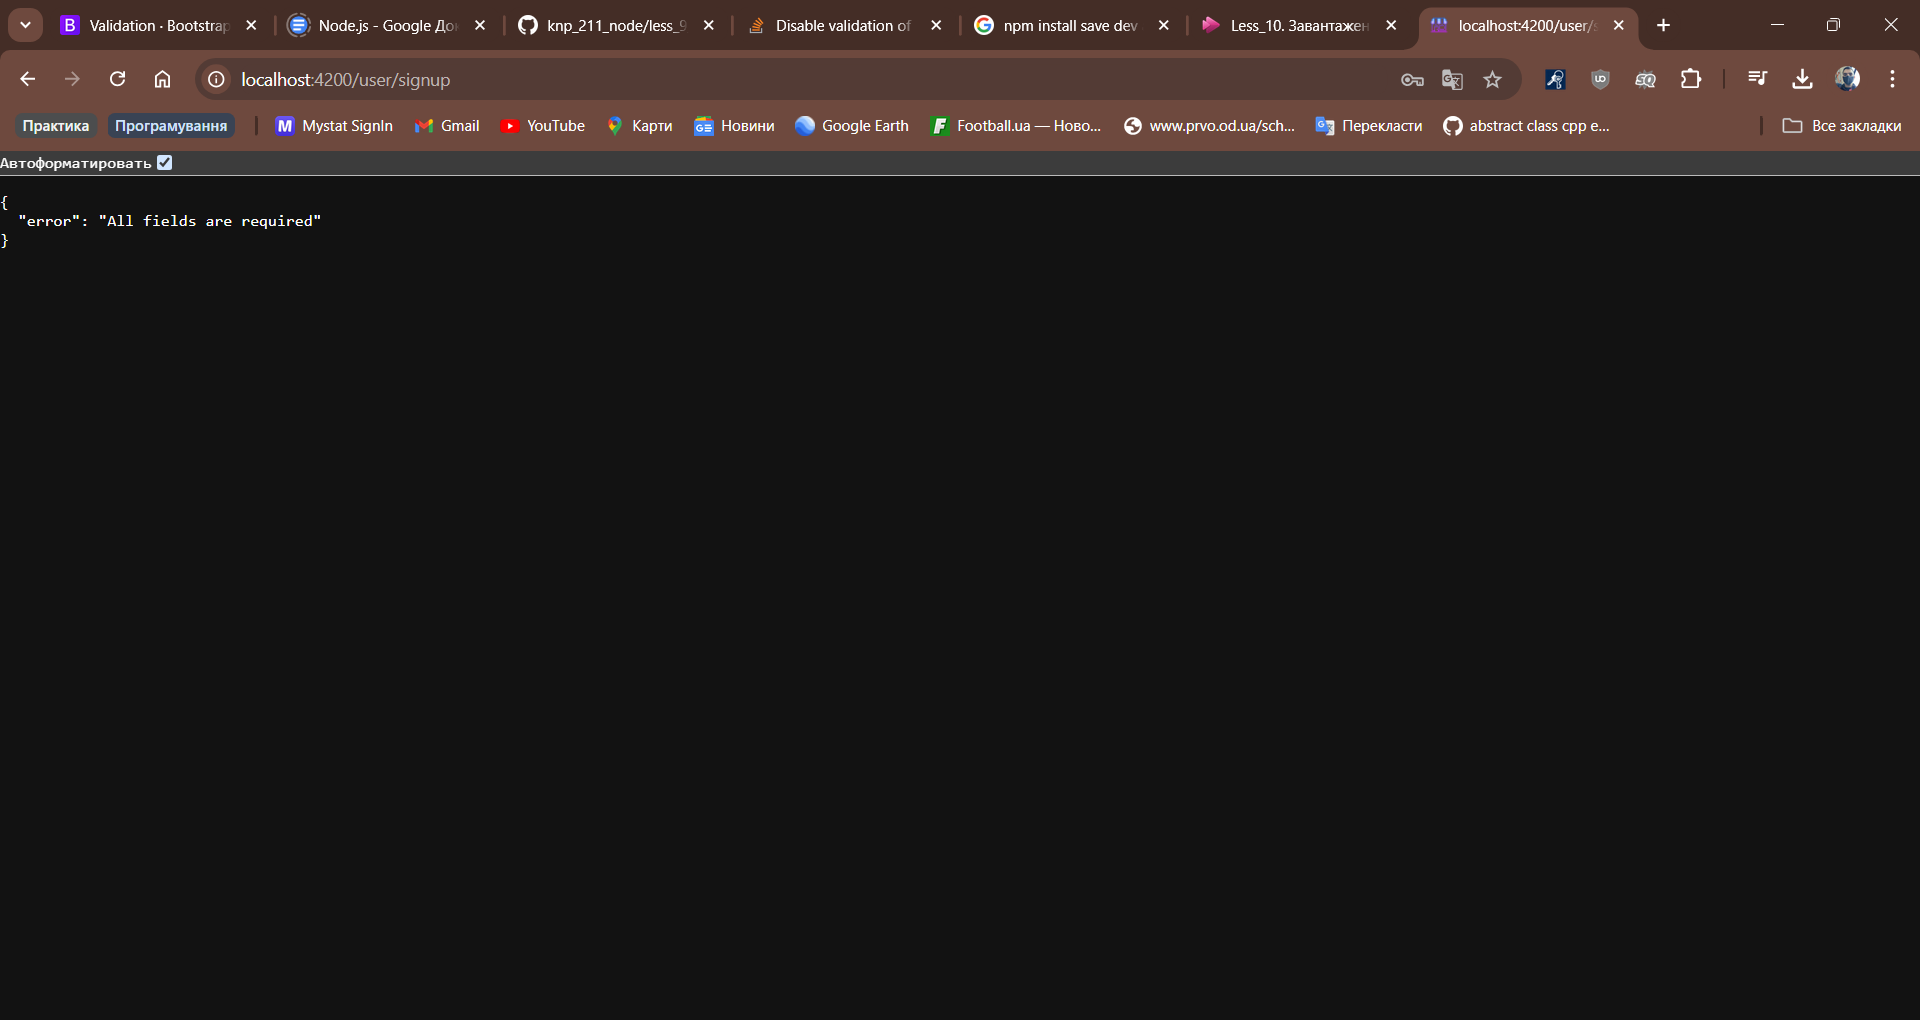 Validation · Bootstrap
Node.js - Google До
knp_211_node/less_9
Disable validation of
npm install save dev
Less_10. Завантажен
localhost:4200/user/s
localhost:4200/user/signup
Практика
Програмування
Mystat SignIn
Gmail
YouTube
Карти
Новини
Google Earth
Football.ua — Ново...
www.prvo.od.ua/sch...
Перекласти
abstract class cpp e...
Все закладки
Автоформатировать
{
"error": "All fields are required"
}